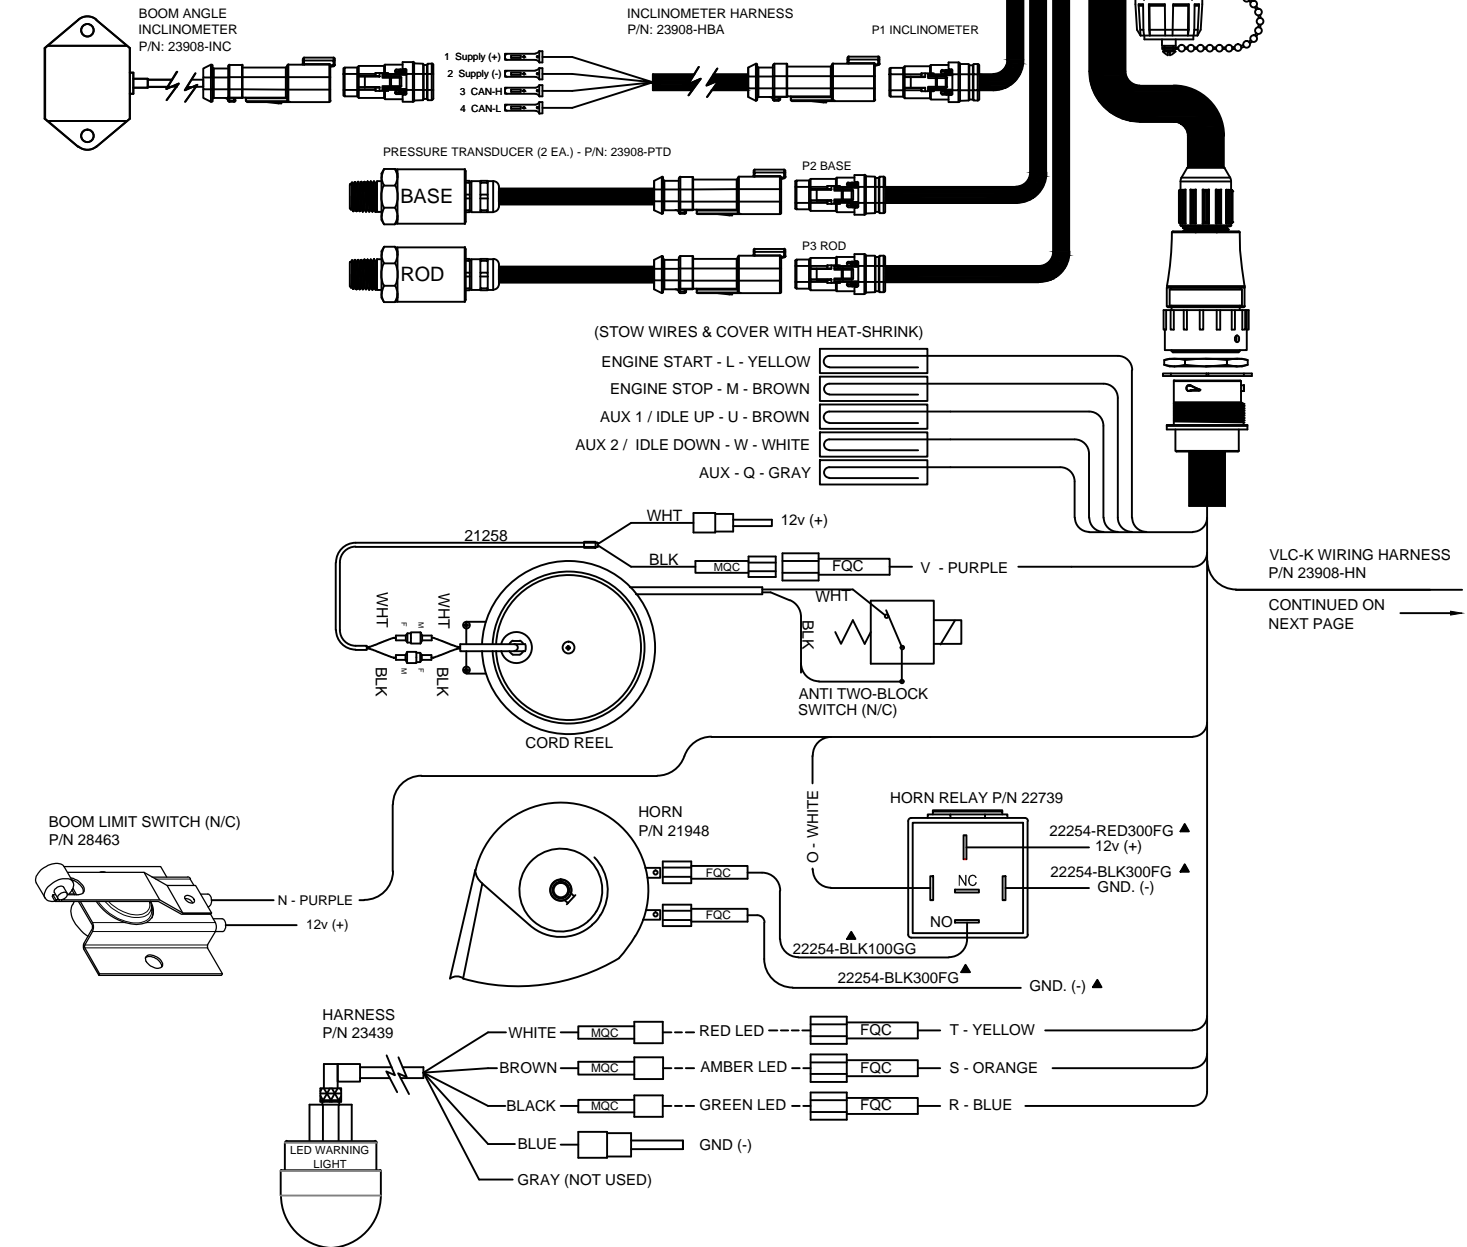 BOOM ANGLE
INCLINOMETER
P/N: 23908-INC
INCLINOMETER HARNESS
P/N: 23908-HBA
P1 INCLINOMETER
1 Supply (+)
2 Supply (-)
3 CAN-H
4 CAN-L
PRESSURE TRANSDUCER (2 EA.) - P/N: 23908-PTD
BASE
P2 BASE
ROD
P3 ROD
(STOW WIRES & COVER WITH HEAT-SHRINK)
ENGINE START - L - YELLOW
ENGINE STOP - M - BROWN
AUX 1 / IDLE UP - U - BROWN
AUX 2 / IDLE DOWN - W - WHITE
AUX - Q - GRAY
21258
WHT
12v (+)
BLK
MQC
FQC
V - PURPLE
VLC-K WIRING HARNESS
P/N 23908-HN
CONTINUED ON
NEXT PAGE
WHT
F
M
WHT
BLK
M
F
BLK
WHT
BLK
ANTI TWO-BLOCK
SWITCH (N/C)
CORD REEL
BOOM LIMIT SWITCH (N/C)
P/N 28463
N - PURPLE
12v (+)
HORN
P/N 21948
FQC
FQC
O - WHITE
HORN RELAY P/N 22739
22254-RED300FG
12v (+)
22254-BLK300FG
GND. (-)
NC
NO
22254-BLK100GG
22254-BLK300FG
GND. (-)
HARNESS
P/N 23439
WHITE
MQC
RED LED
FQC
T - YELLOW
BROWN
MQC
AMBER LED
FQC
S - ORANGE
BLACK
MQC
GREEN LED
FQC
R - BLUE
BLUE
GND (-)
GRAY (NOT USED)
LED WARNING
LIGHT